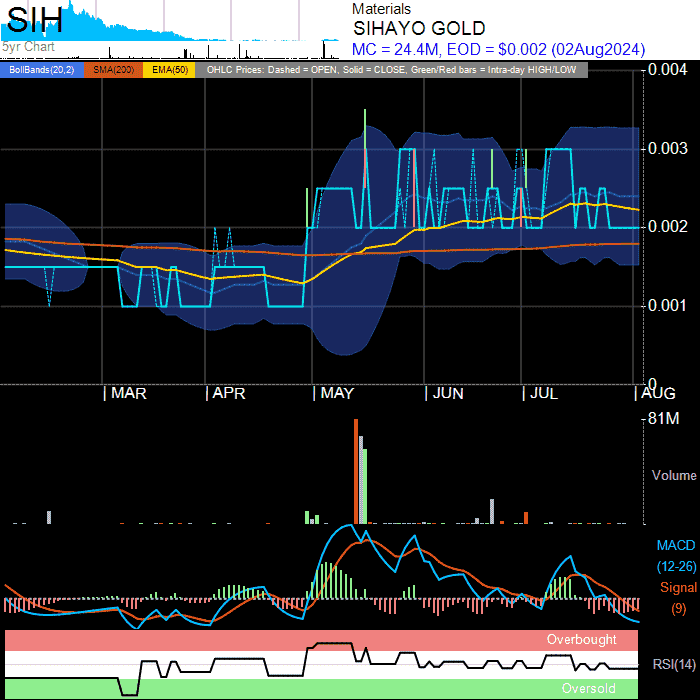 SIH
5yr Chart
Materials
SIHAYO GOLD
MC = 24.4M, EOD = $0.002 (02Aug2024)
BollBands(20,2) SMA(200) EMA(50) OHLC Prices: Dashed = OPEN, Solid = CLOSE, Green/Red bars = Intra-day HIGH/LOW
0.004
0.003
0.002
0.001
0
MAR APR MAY JUN JUL AUG
81M
Volume
MACD
(12-26)
Signal
(9)
Overbought
RSI(14)
Oversold